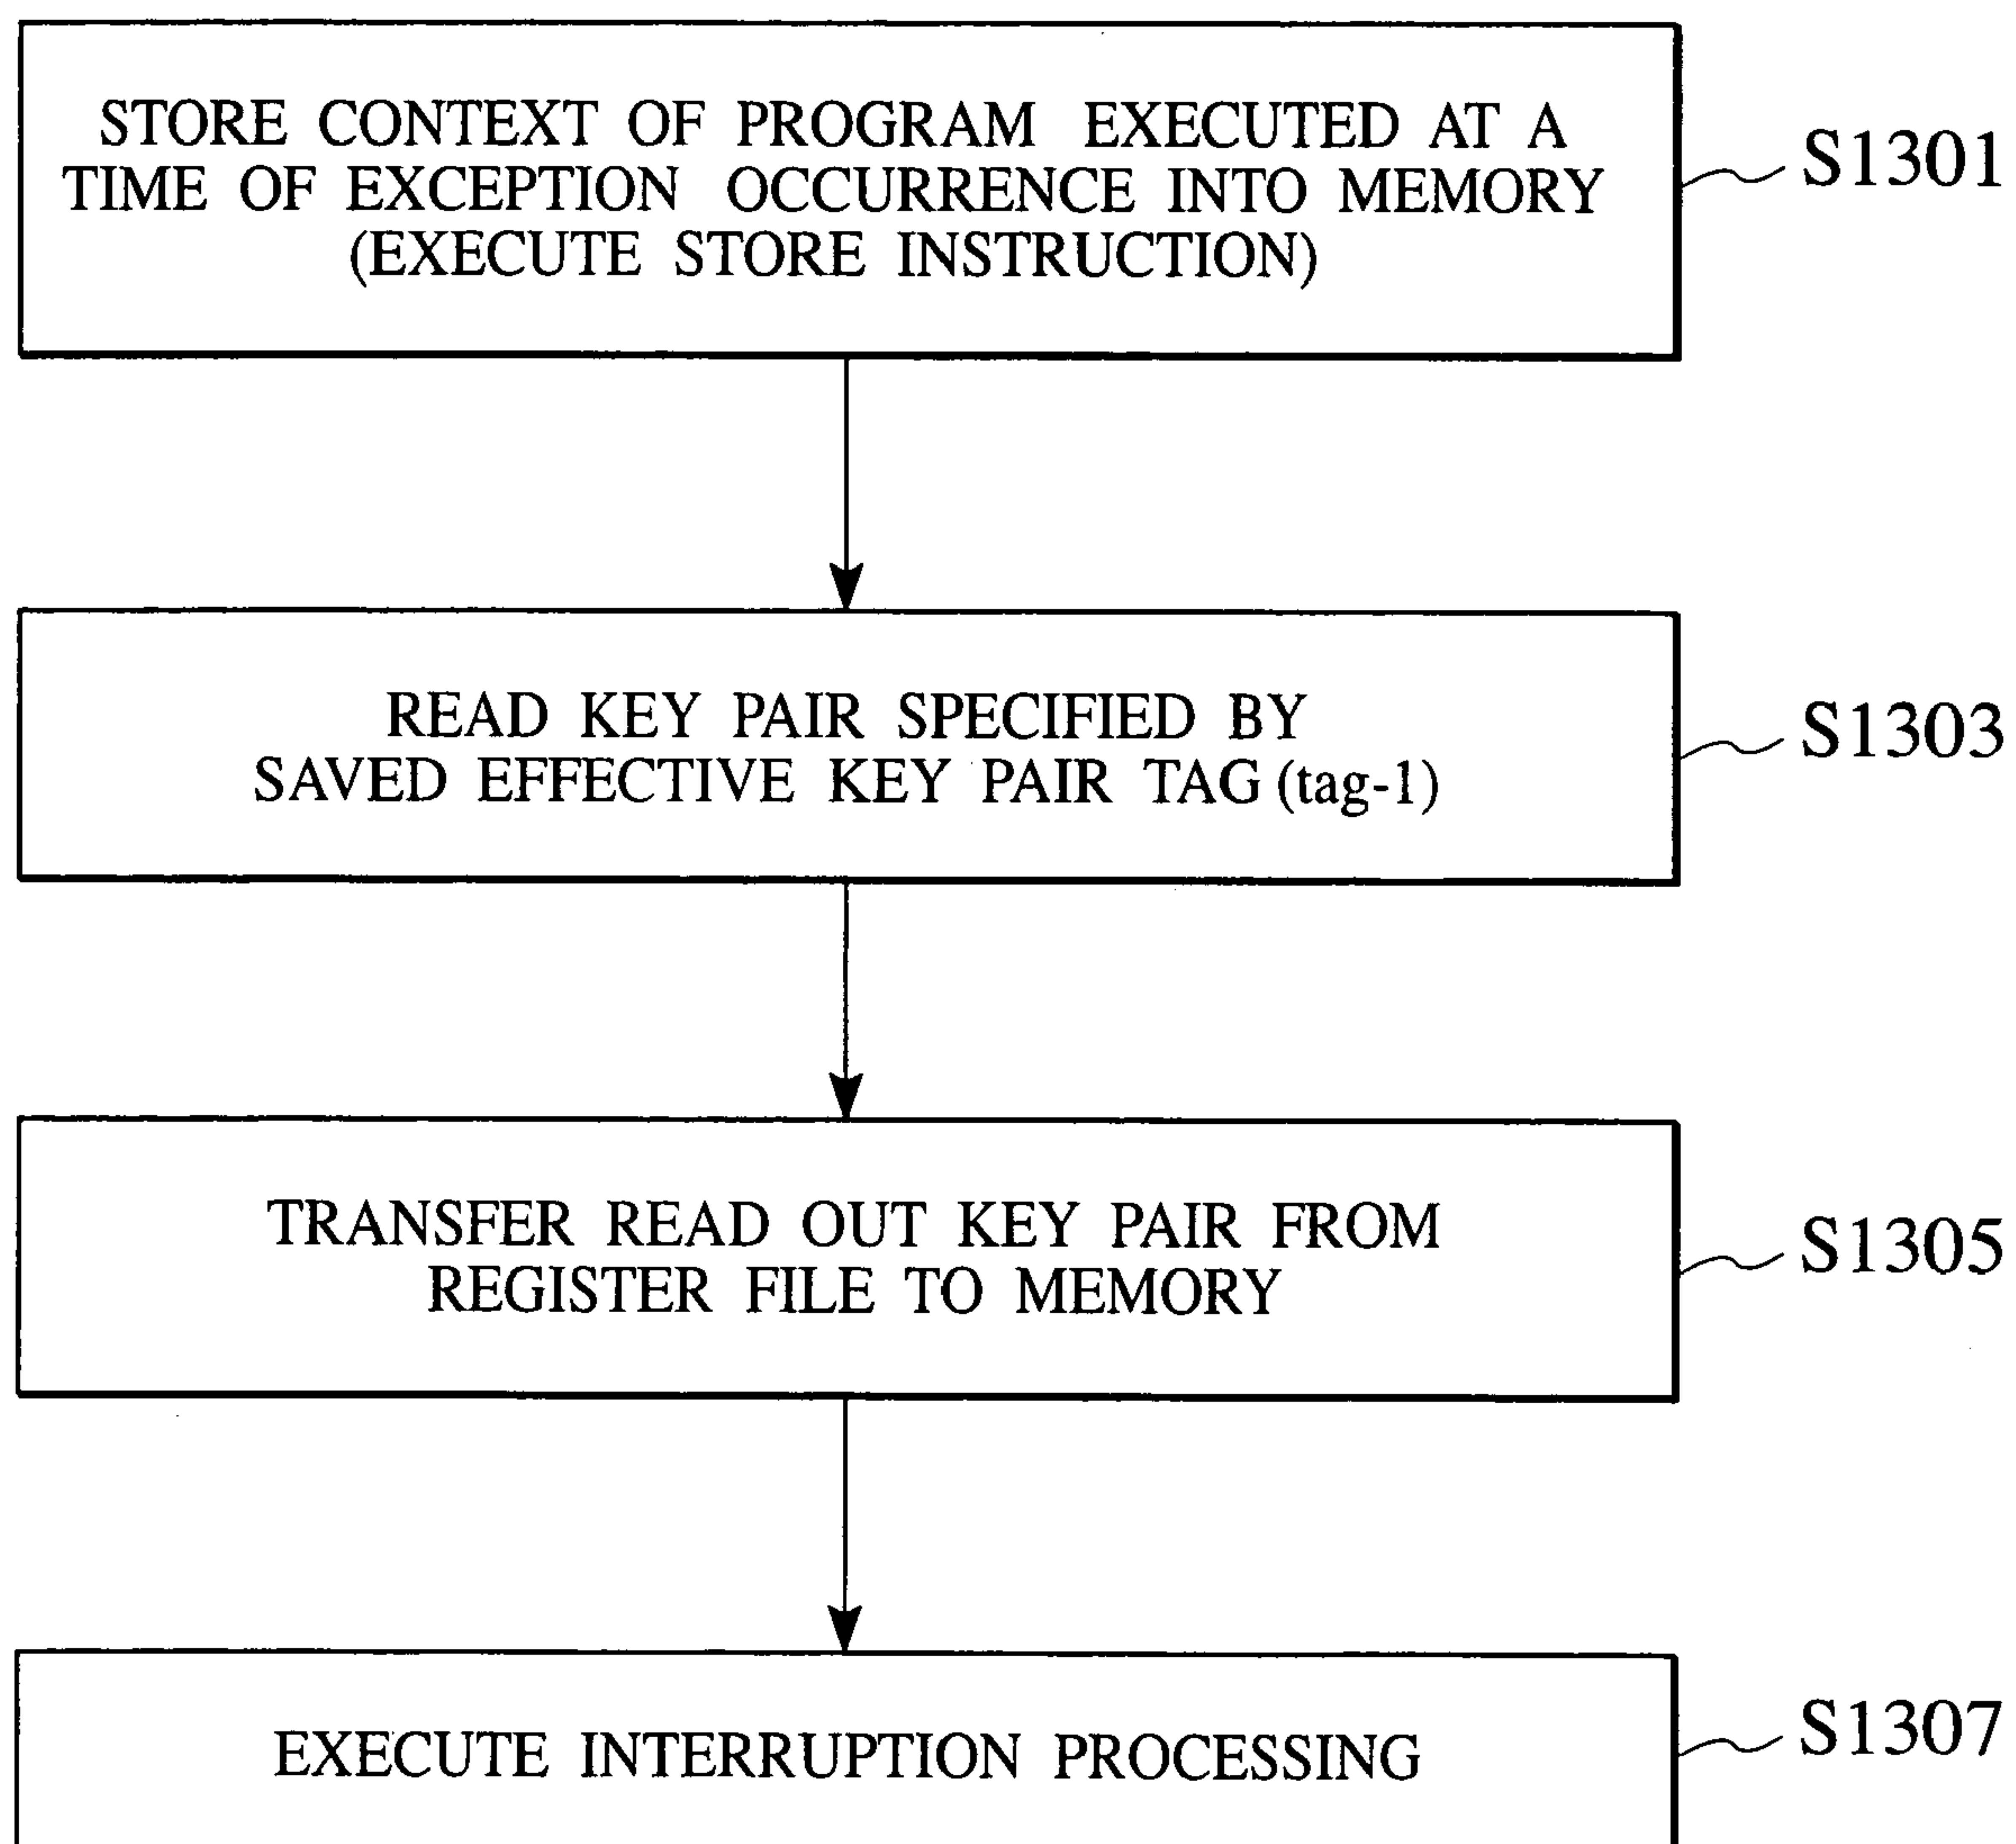 STORE CONTEXT OF PROGRAM EXECUTED AT A
TIME OF EXCEPTION OCCURRENCE INTO MEMORY
(EXECUTE STORE INSTRUCTION)
S1301
READ KEY PAIR SPECIFIED BY
SAVED EFFECTIVE KEY PAIR TAG (tag-1)
S1303
TRANSFER READ OUT KEY PAIR FROM
REGISTER FILE TO MEMORY
S1305
EXECUTE INTERRUPTION PROCESSING
S1307